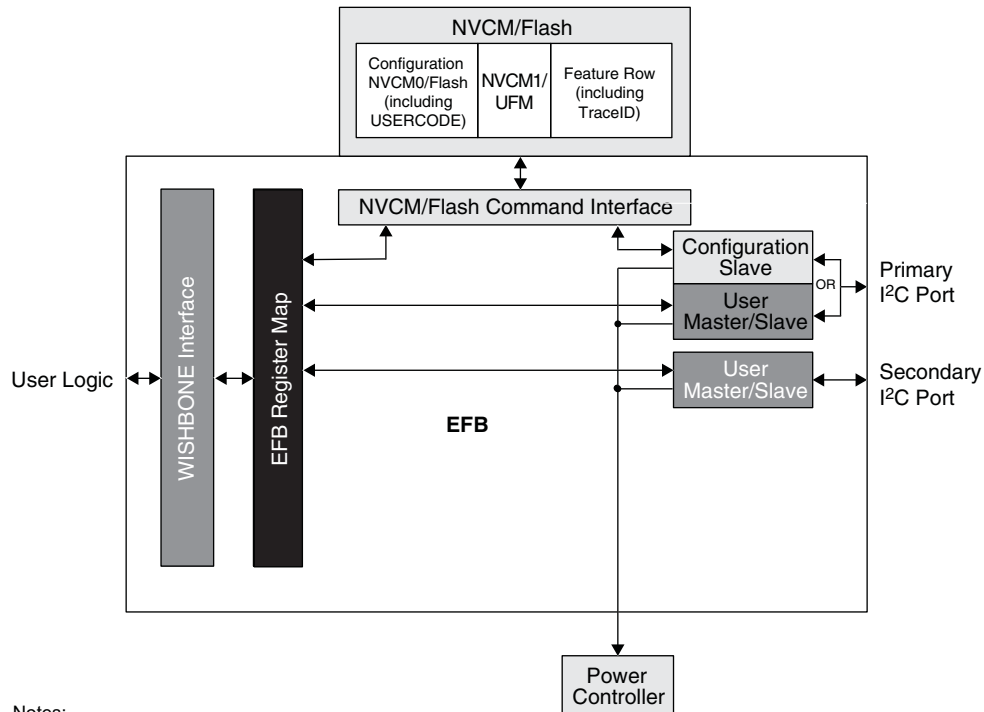 NVCM/Flash
Configuration
NVCM0/Flash
(including
USERCODE)
NVCM1/
UFM
Feature Row
(including
TraceID)
NVCM/Flash Command Interface
Configuration
Slave
OR
User
Master/Slave
Primary
I²C Port
User
Master/Slave
Secondary
I²C Port
User Logic
WISHBONE Interface
EFB Register Map
EFB
Power
Controller
Notes: